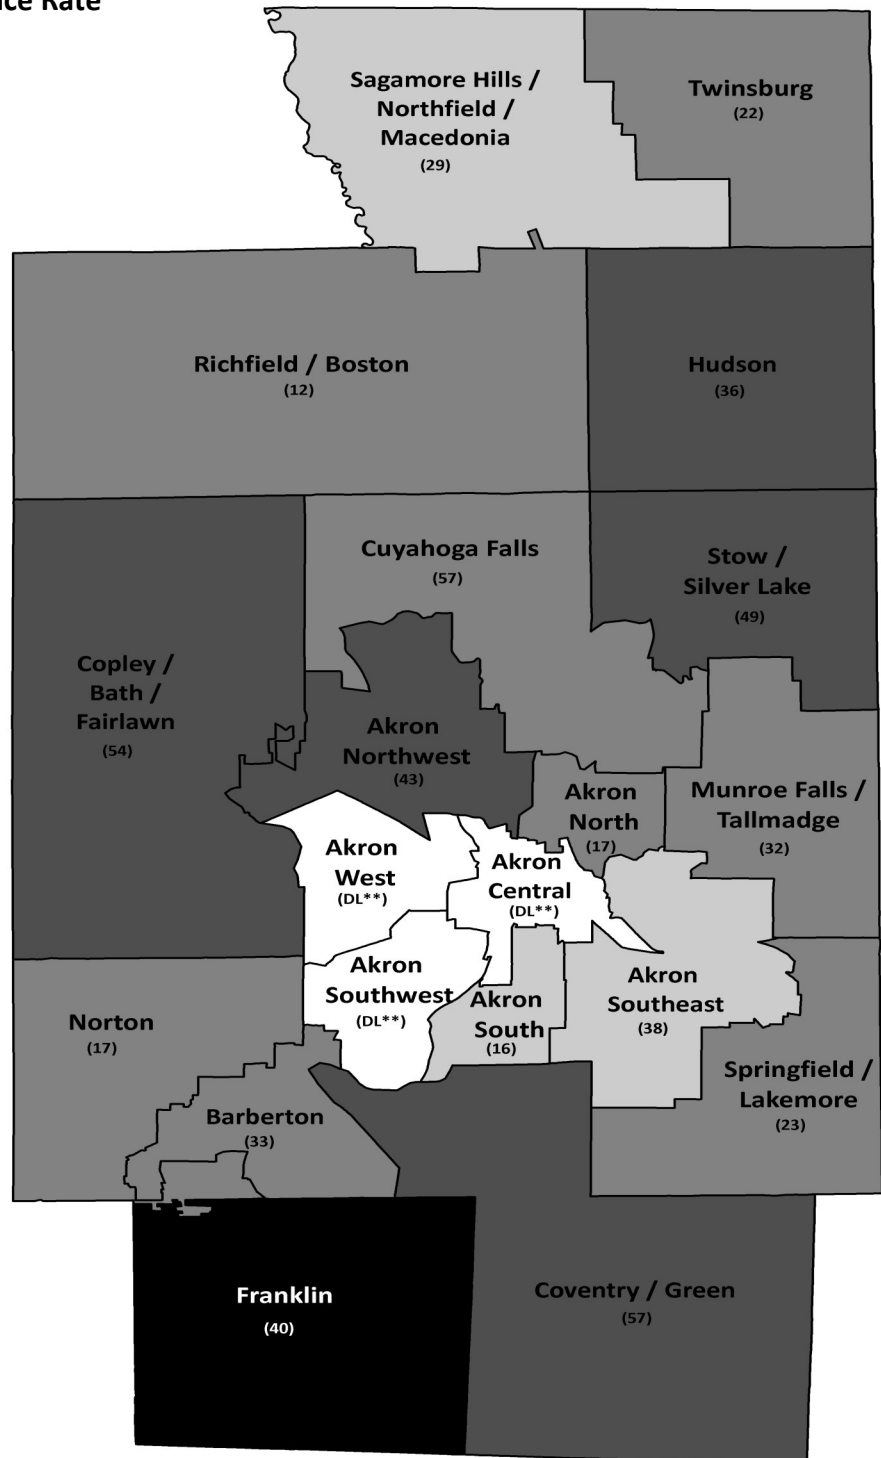 Rate
Sagamore Hills /
Northfield /
Macedonia
(29)
Twinsburg
(22)
Richfield / Boston
(12)
Hudson
(36)
Cuyahoga Falls
(57)
Stow /
Silver Lake
(49)
Copley /
Bath /
Fairlawn
(54)
Akron
Northwest
(43)
Akron
North
(17)
Munroe Falls /
Tallmadge
(32)
Akron
West
(DL**)
Akron
Central
(DL**)
Akron
Southwest
(DL**)
Akron
South
(16)
Akron
Southeast
(38)
Norton
(17)
Springfield /
Lakemore
(23)
Barberton
(33)
Franklin
(40)
Coventry / Green
(57)